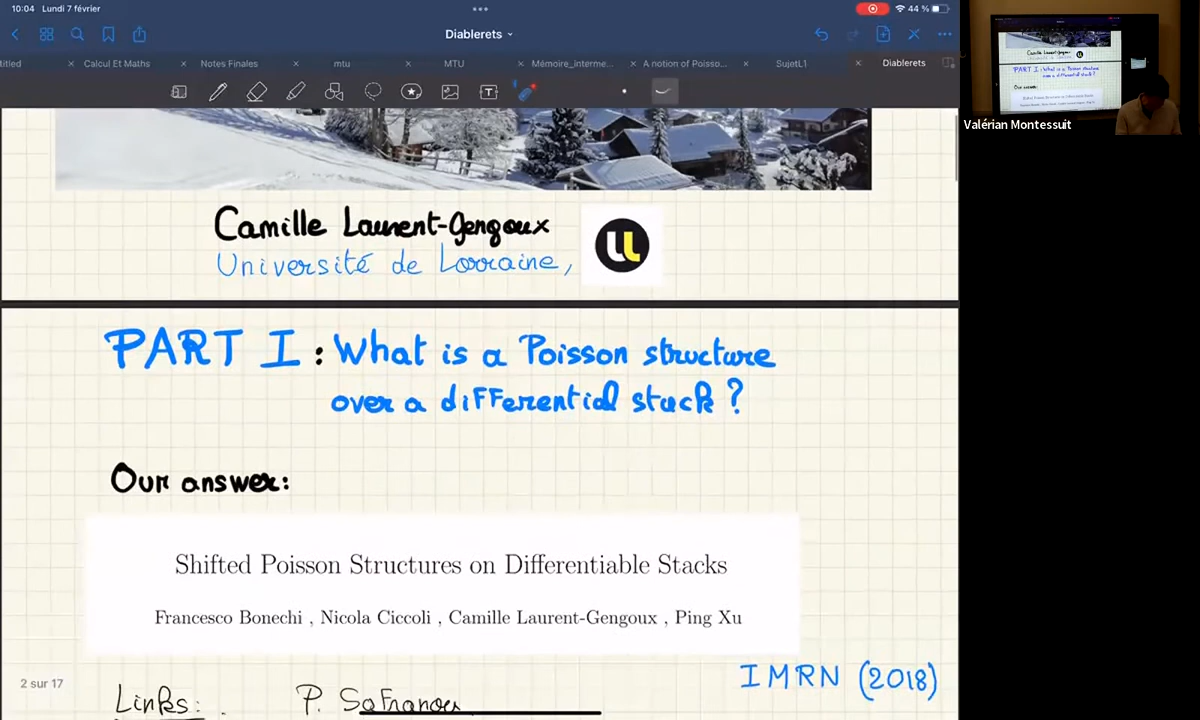 10:04 Lundi 7 février
44 %
Diablerets
titled
Calcul Et Maths
Notes Finales
mtu
MTU
Mémoire_interme...
A notion of Poisso...
SujetL1
Diablerets
Camille Laurent-Gengoux
Université de Lorraine,
PART I: What is a Poisson structure
over a differential stack?
Our answer:
Shifted Poisson Structures on Differentiable Stacks
Francesco Bonechi , Nicola Ciccoli , Camille Laurent-Gengoux , Ping Xu
IMRN (2018)
2 sur 17
Links:
P. Safronov
Valérian Montessuit